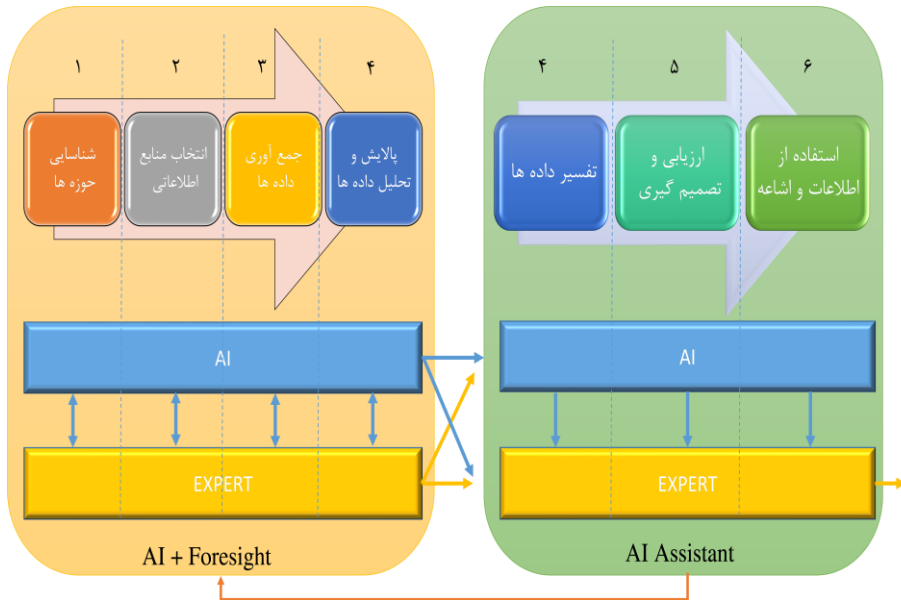 ۱
۲
۳
۴
شناسایی
حوزه ها
انتخاب منابع
اطلاعاتی
جمع آوری
داده ها
پالایش و
تحلیل داده ها
AI
EXPERT
AI + Foresight
۴
۵
۶
تفسیر داده ها
ارزیابی و
تصمیم گیری
استفاده از
اطلاعات و اشاعه
AI
EXPERT
AI Assistant